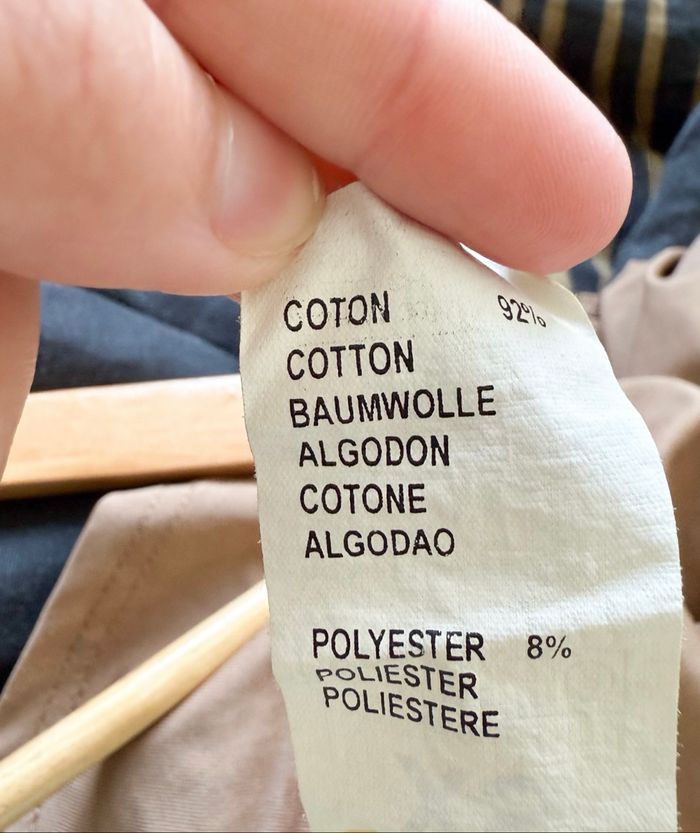 COTON 92%
COTTON
BAUMWOLLE
ALGODON
COTONE
ALGODAO
POLYESTER 8%
POLIESTER
POLIESTERE